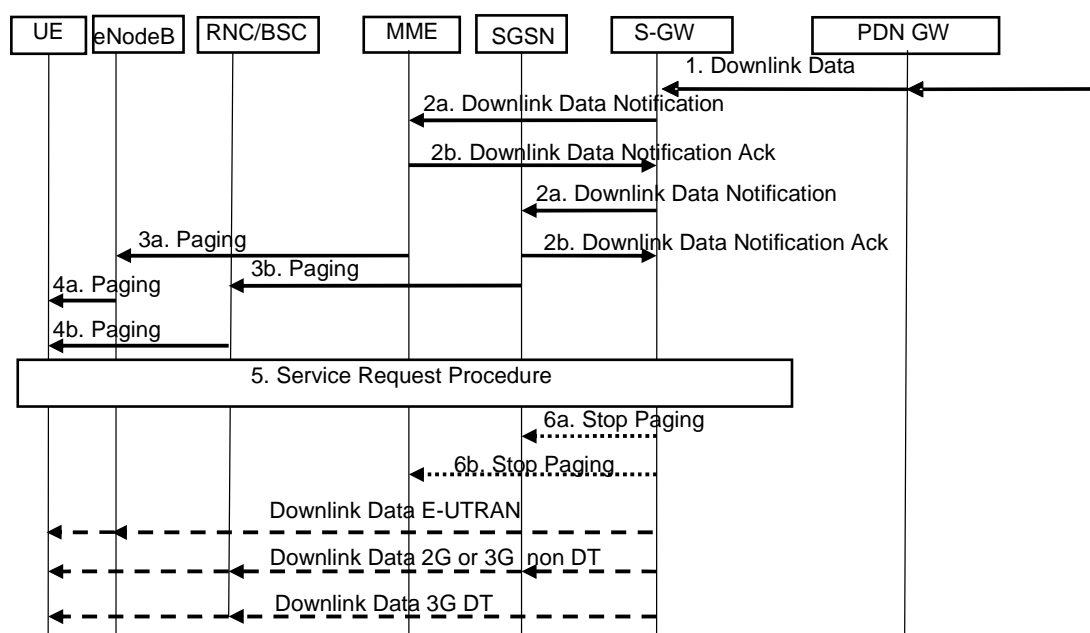 UE
eNodeB
RNC/BSC
MME
SGSN
S-GW
PDN GW
1. Downlink Data
2a. Downlink Data Notification
2b. Downlink Data Notification Ack
2a. Downlink Data Notification
3a. Paging
2b. Downlink Data Notification Ack
3b. Paging
4a. Paging
4b. Paging
5. Service Request Procedure
6a. Stop Paging
6b. Stop Paging
Downlink Data E-UTRAN
Downlink Data 2G or 3G non DT
Downlink Data 3G DT